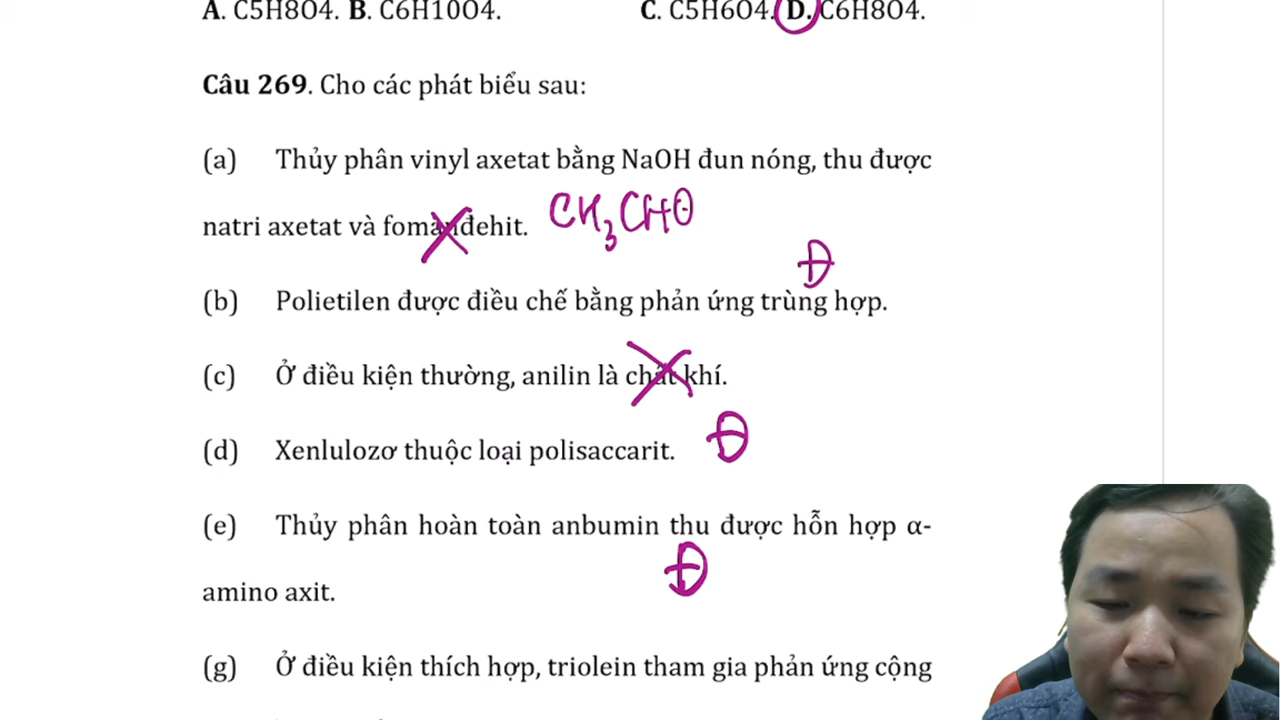 A. C5H8O4. B. C6H10O4. C. C5H6O4. D. C6H8O4.
Câu 269. Cho các phát biểu sau:
(a) Thủy phân vinyl axetat bằng NaOH đun nóng, thu được
natri axetat và fomanđehit. CH3CHO
Đ
(b) Polietilen được điều chế bằng phản ứng trùng hợp.
(c) Ở điều kiện thường, anilin là chất khí.
(d) Xenlulozơ thuộc loại polisaccarit. Đ
(e) Thủy phân hoàn toàn anbumin thu được hỗn hợp α-
Đ
amino axit.
(g) Ở điều kiện thích hợp, triolein tham gia phản ứng cộng